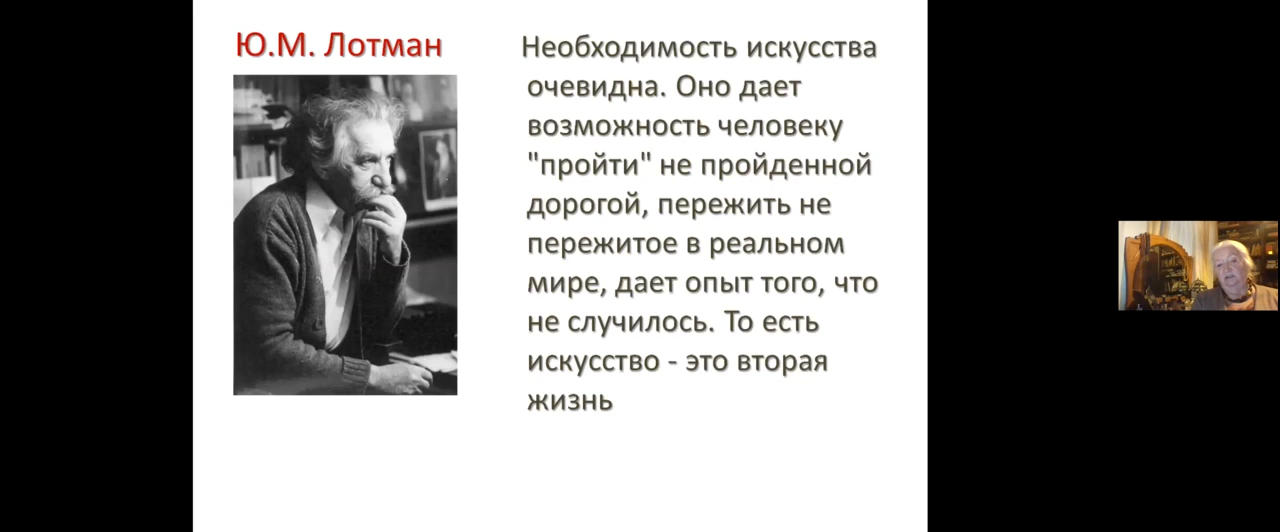 Ю.М. Лотман
Необходимость искусства
очевидна. Оно дает
возможность человеку
"пройти" не пройденной
дорогой, пережить не
пережитое в реальном
мире, дает опыт того, что
не случилось. То есть
искусство - это вторая
жизнь